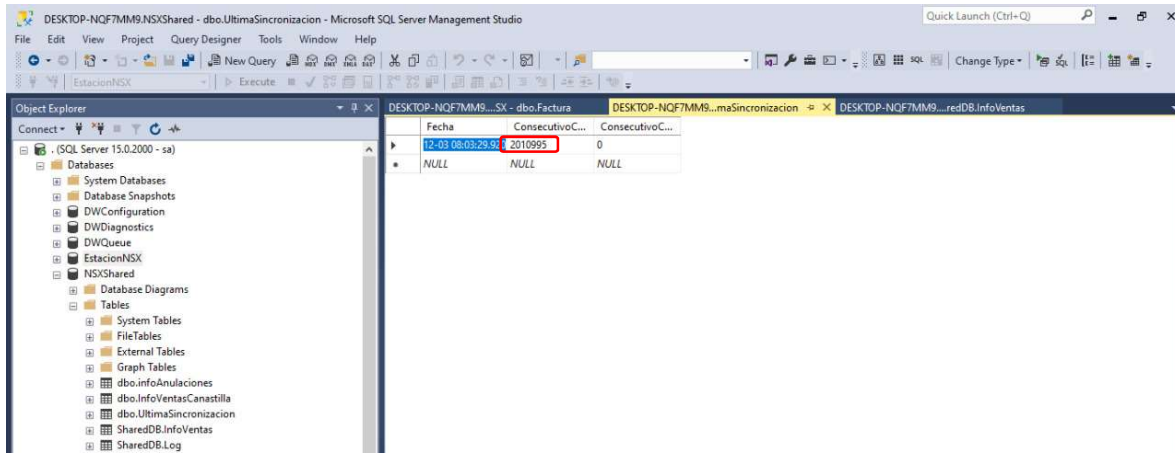 DESKTOP-NQF7MM9.NSXShared - dbo.UltimaSincronizacion - Microsoft SQL Server Management Studio
Quick Launch (Ctrl+Q)
File Edit View Project Query Designer Tools Window Help
New Query
Change Type
EstacionNSX
Execute
Object Explorer
DESKTOP-NQF7MM9....SX - dbo.Factura
DESKTOP-NQF7MM9...maSincronizacion
DESKTOP-NQF7MM9....redDB.InfoVentas
Connect
Fecha ConsecutivoC... ConsecutivoC...
. (SQL Server 15.0.2000 - sa)
12-03 08:03:29.920 2010995 0
Databases
NULL NULL NULL
System Databases
Database Snapshots
DWConfiguration
DWDiagnostics
DWQueue
EstacionNSX
NSXShared
Database Diagrams
Tables
System Tables
FileTables
External Tables
Graph Tables
dbo.infoAnulaciones
dbo.InfoVentasCanastilla
dbo.UltimaSincronizacion
SharedDB.InfoVentas
SharedDB.Log